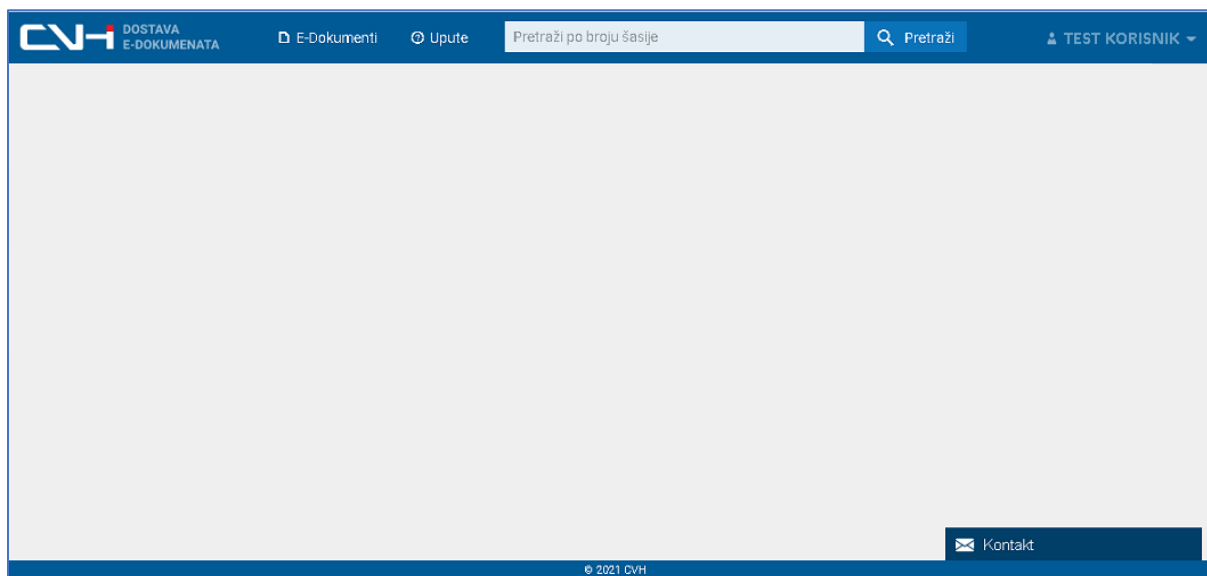 CVH DOSTAVA
E-DOKUMENATA
E-Dokumenti
Upute
Pretraži po broju šasije
Pretraži
TEST KORISNIK
Kontakt
© 2021 CVH